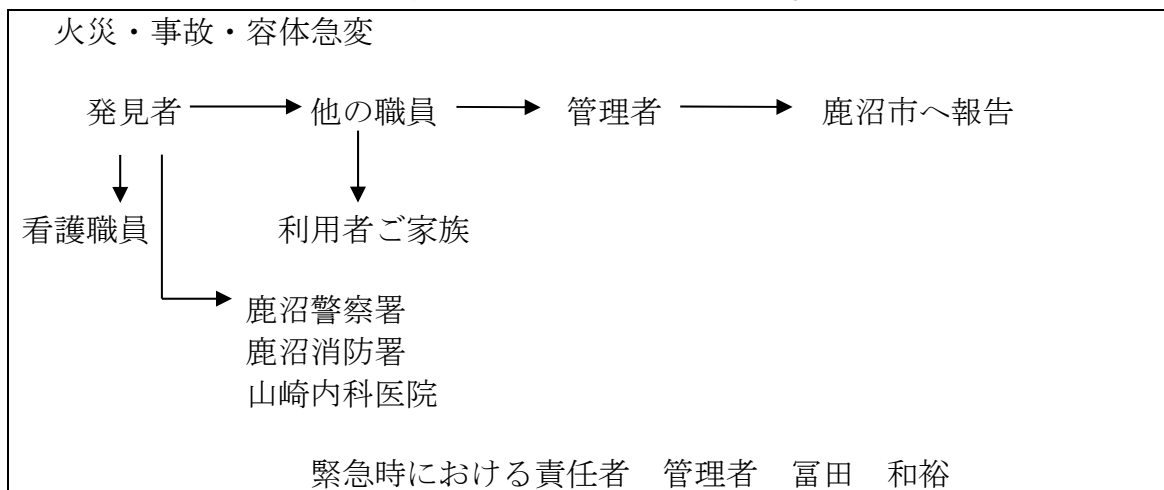 火災・事故・容体急変
発見者 他の職員 管理者 鹿沼市へ報告
看護職員 利用者ご家族
鹿沼警察署
鹿沼消防署
山崎内科医院
緊急時における責任者 管理者 冨田 和裕